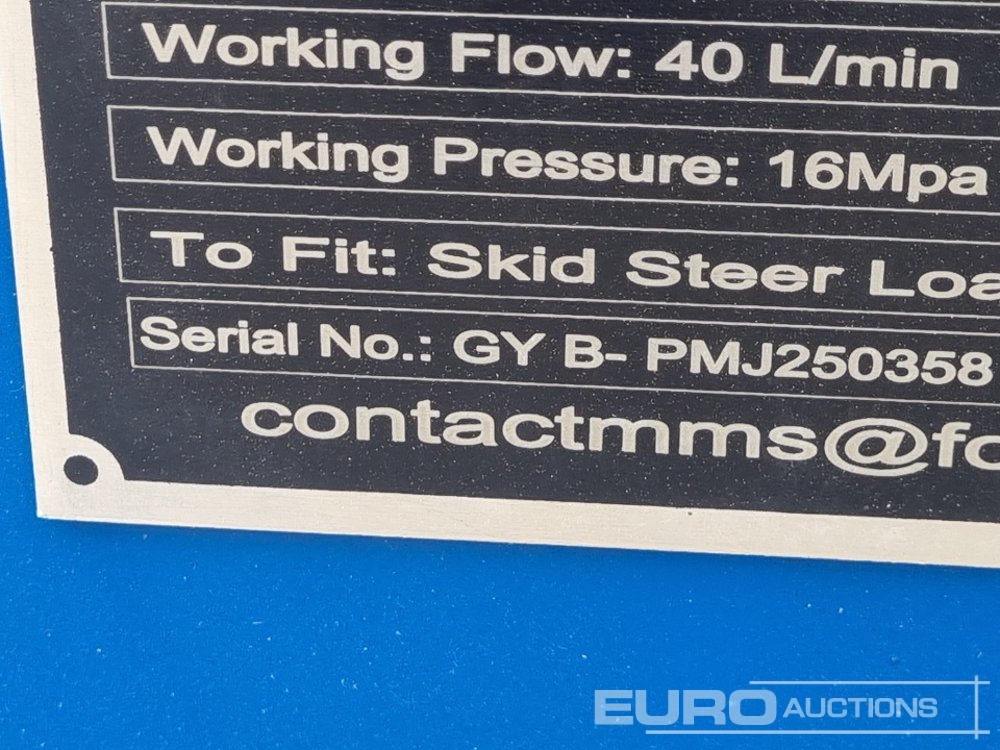 Working Flow: 40 L/min
Working Pressure: 16Mpa
To Fit: Skid Steer Loa
Serial No.: GY B- PMJ250358
contactmms@fo
EURO AUCTIONS